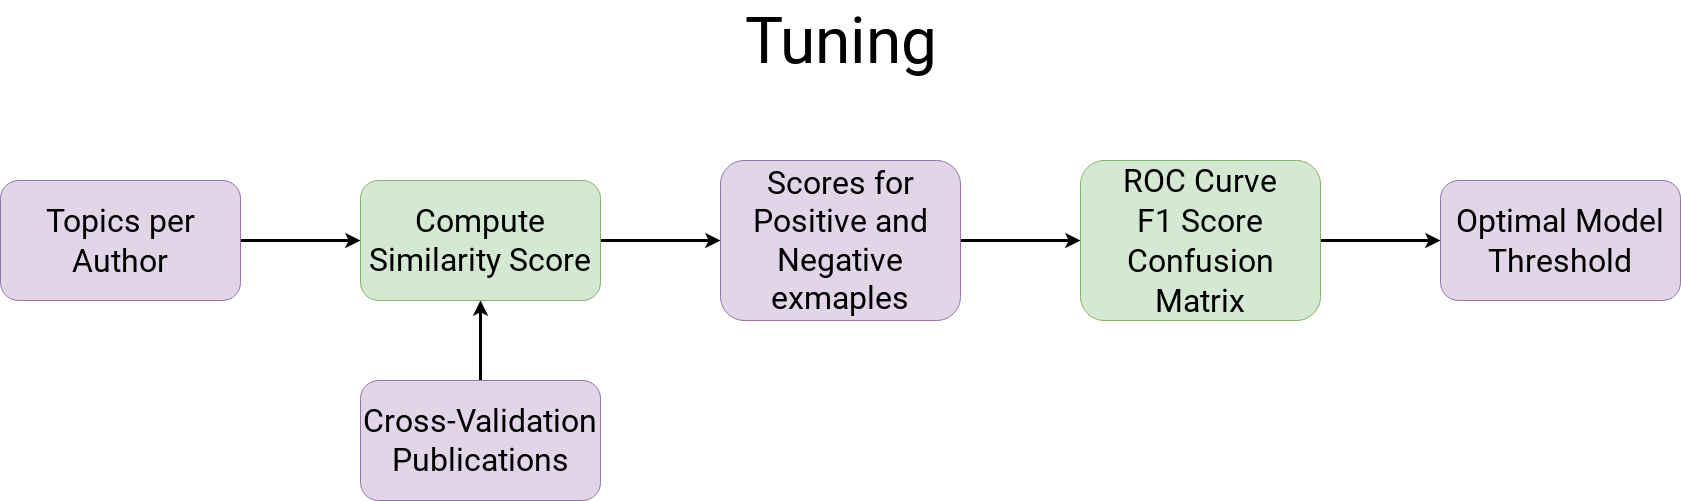 Tuning
Topics per
Author
Compute
Similarity Score
Scores for
Positive and
Negative
exmaples
ROC Curve
F1 Score
Confusion
Matrix
Optimal Model
Threshold
Cross-Validation
Publications